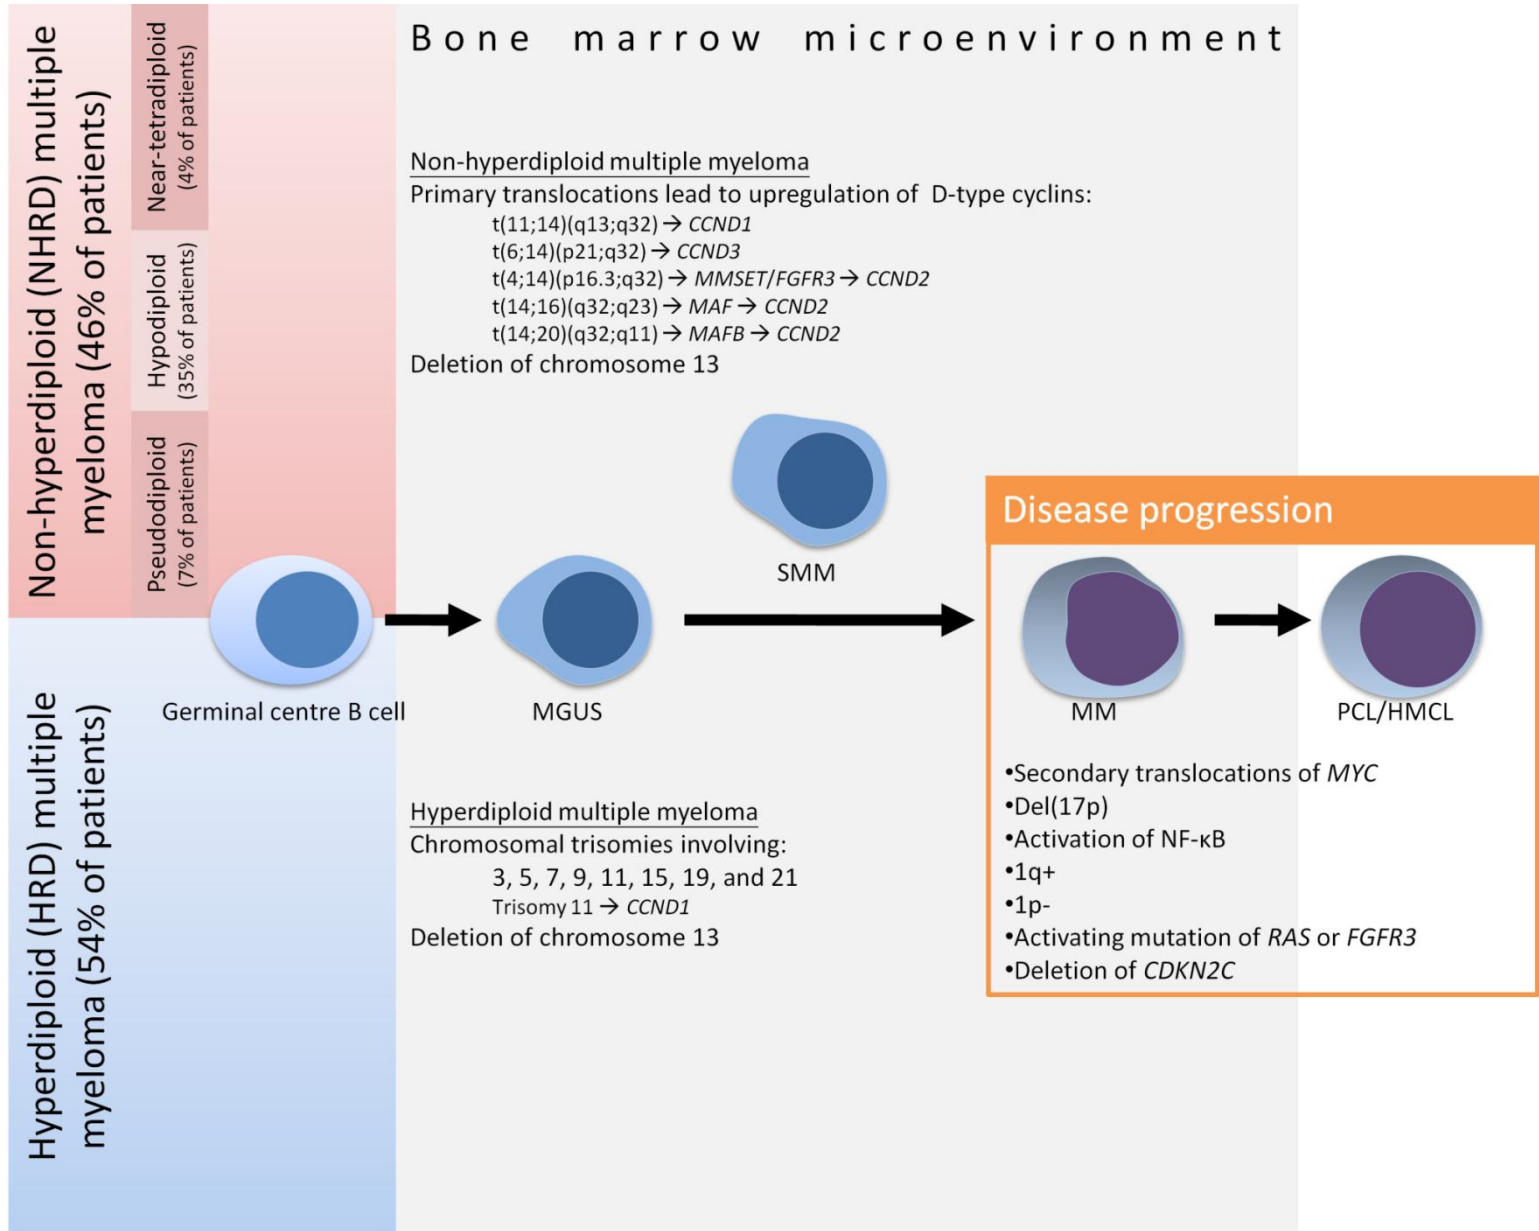 Bone marrow microenvironment
Non-hyperdiploid (NHRD) multiple
myeloma (46% of patients)
Near-tetradiploid
(4% of patients)
Hypodiploid
(35% of patients)
Pseudodiploid
(7% of patients)
Non-hyperdiploid multiple myeloma
Primary translocations lead to upregulation of D-type cyclins:
t(11;14)(q13;q32) → CCND1
t(6;14)(p21;q32) → CCND3
t(4;14)(p16.3;q32) → MMSET/FGFR3 → CCND2
t(14;16)(q32;q23) → MAF → CCND2
t(14;20)(q32;q11) → MAFB → CCND2
Deletion of chromosome 13
SMM
Disease progression
Germinal centre B cell
MGUS
MM
PCL/HMCL
Hyperdiploid (HRD) multiple
myeloma (54% of patients)
Hyperdiploid multiple myeloma
Chromosomal trisomies involving:
3, 5, 7, 9, 11, 15, 19, and 21
Trisomy 11 → CCND1
Deletion of chromosome 13
•Secondary translocations of MYC
•Del(17p)
•Activation of NF-κB
•1q+
•1p-
•Activating mutation of RAS or FGFR3
•Deletion of CDKN2C